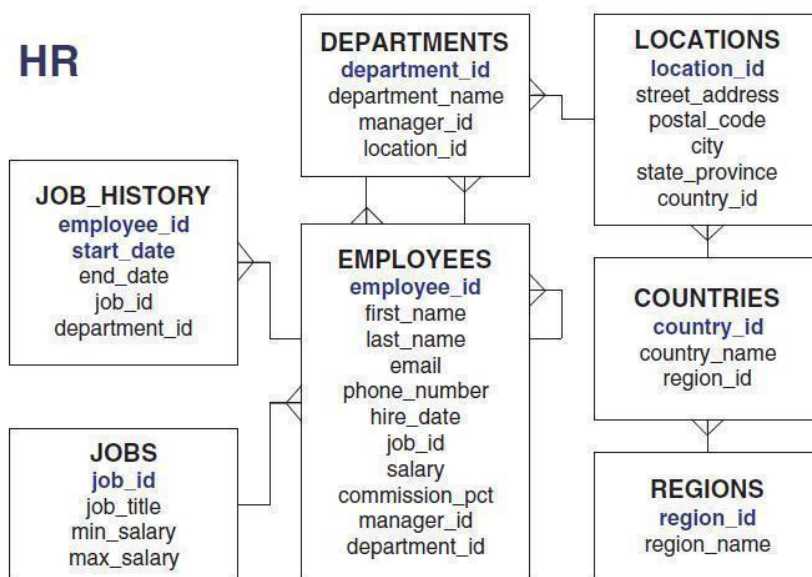 HR
DEPARTMENTS
department_id
department_name
manager_id
location_id
LOCATIONS
location_id
street_address
postal_code
city
state_province
country_id
JOB_HISTORY
employee_id
start_date
end_date
job_id
department_id
EMPLOYEES
employee_id
first_name
last_name
email
phone_number
hire_date
job_id
salary
commission_pct
manager_id
department_id
COUNTRIES
country_id
country_name
region_id
JOBS
job_id
job_title
min_salary
max_salary
REGIONS
region_id
region_name